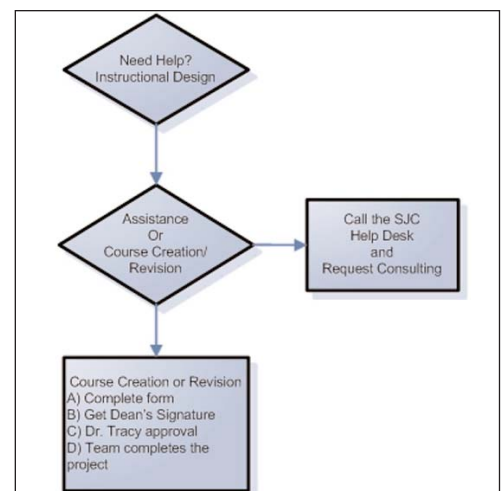 Need Help?
Instructional Design
Assistance
Or
Course Creation/
Revision
Call the SJC
Help Desk
and
Request Consulting
Course Creation or Revision
A) Complete form
B) Get Dean's Signature
C) Dr. Tracy approval
D) Team completes the
project